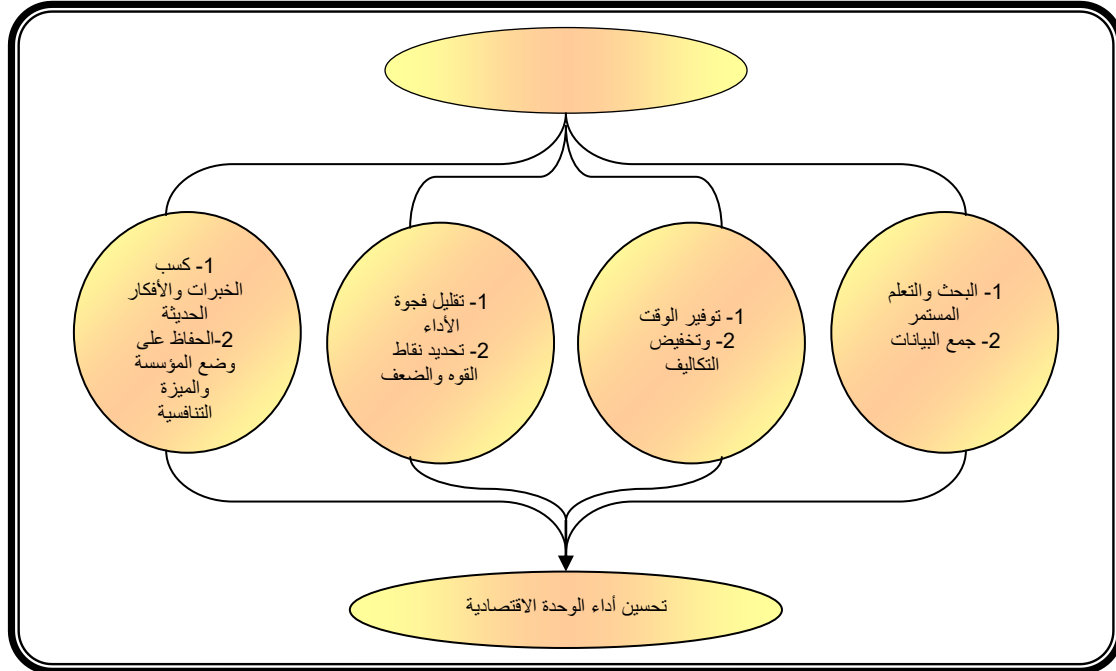 1- البحث والتعلم
المستمر
2- جمع البيانات
1- توفير الوقت
2- وتخفيض
التكاليف
1- تقليل فجوة
الأداء
2- تحديد نقاط
القوه والضعف
1- كسب
الخبرات والأفكار
الحديثة
2-الحفاظ على
وضع المؤسسة
والميزة
التنافسية
تحسين أداء الوحدة الاقتصادية